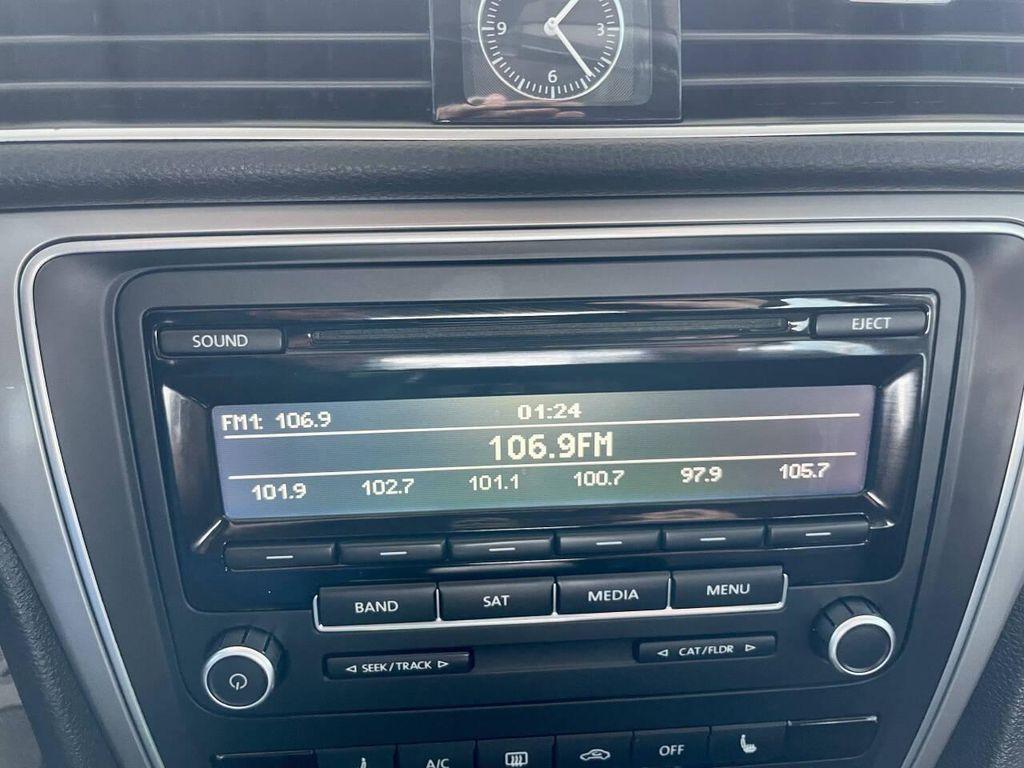 9 3
6
SOUND EJECT
FM1: 106.9 01:24
106.9FM
101.9 102.7 101.1 100.7 97.9 105.7
BAND SAT MEDIA MENU
SEEK/TRACK CAT/FLDR
A/C OFF